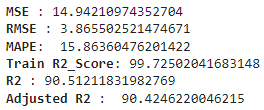 MSE : 14.94210974352704
RMSE : 3.865502521474671
MAPE:  15.86360476201422
Train R2_Score: 99.72502041683148
R2 : 90.51211831982769
Adjusted R2 :  90.4246220046215